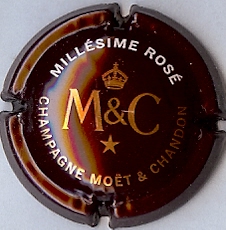 MILLÉSIME ROSÉ
M&C
CHAMPAGNE MOËT & CHANDON